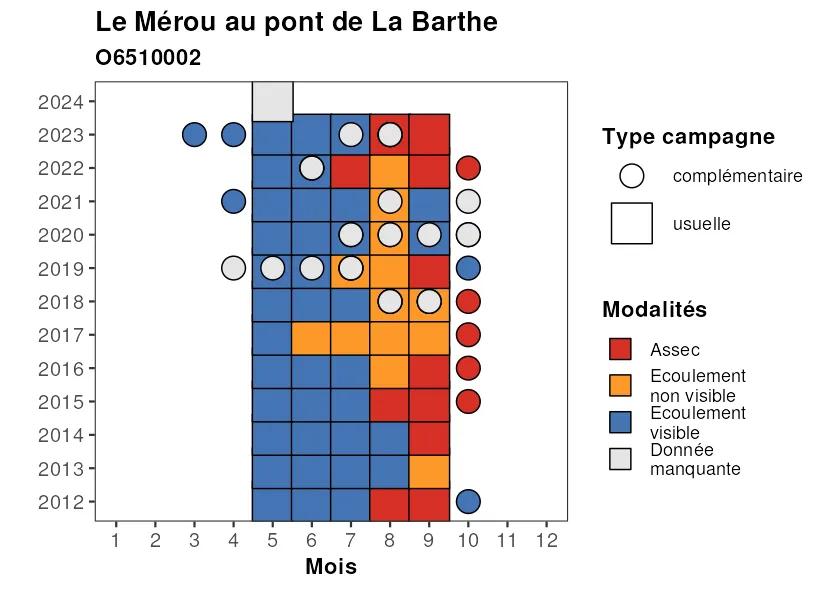 Le Mérou au pont de La Barthe
O6510002
2024
2023
2022
2021
2020
2019
2018
2017
2016
2015
2014
2013
2012
1 2 3 4 5 6 7 8 9 10 11 12
Mois
Type campagne
complémentaire
usuelle
Modalités
Assec
Ecoulement
non visible
Ecoulement
visible
Donnée
manquante